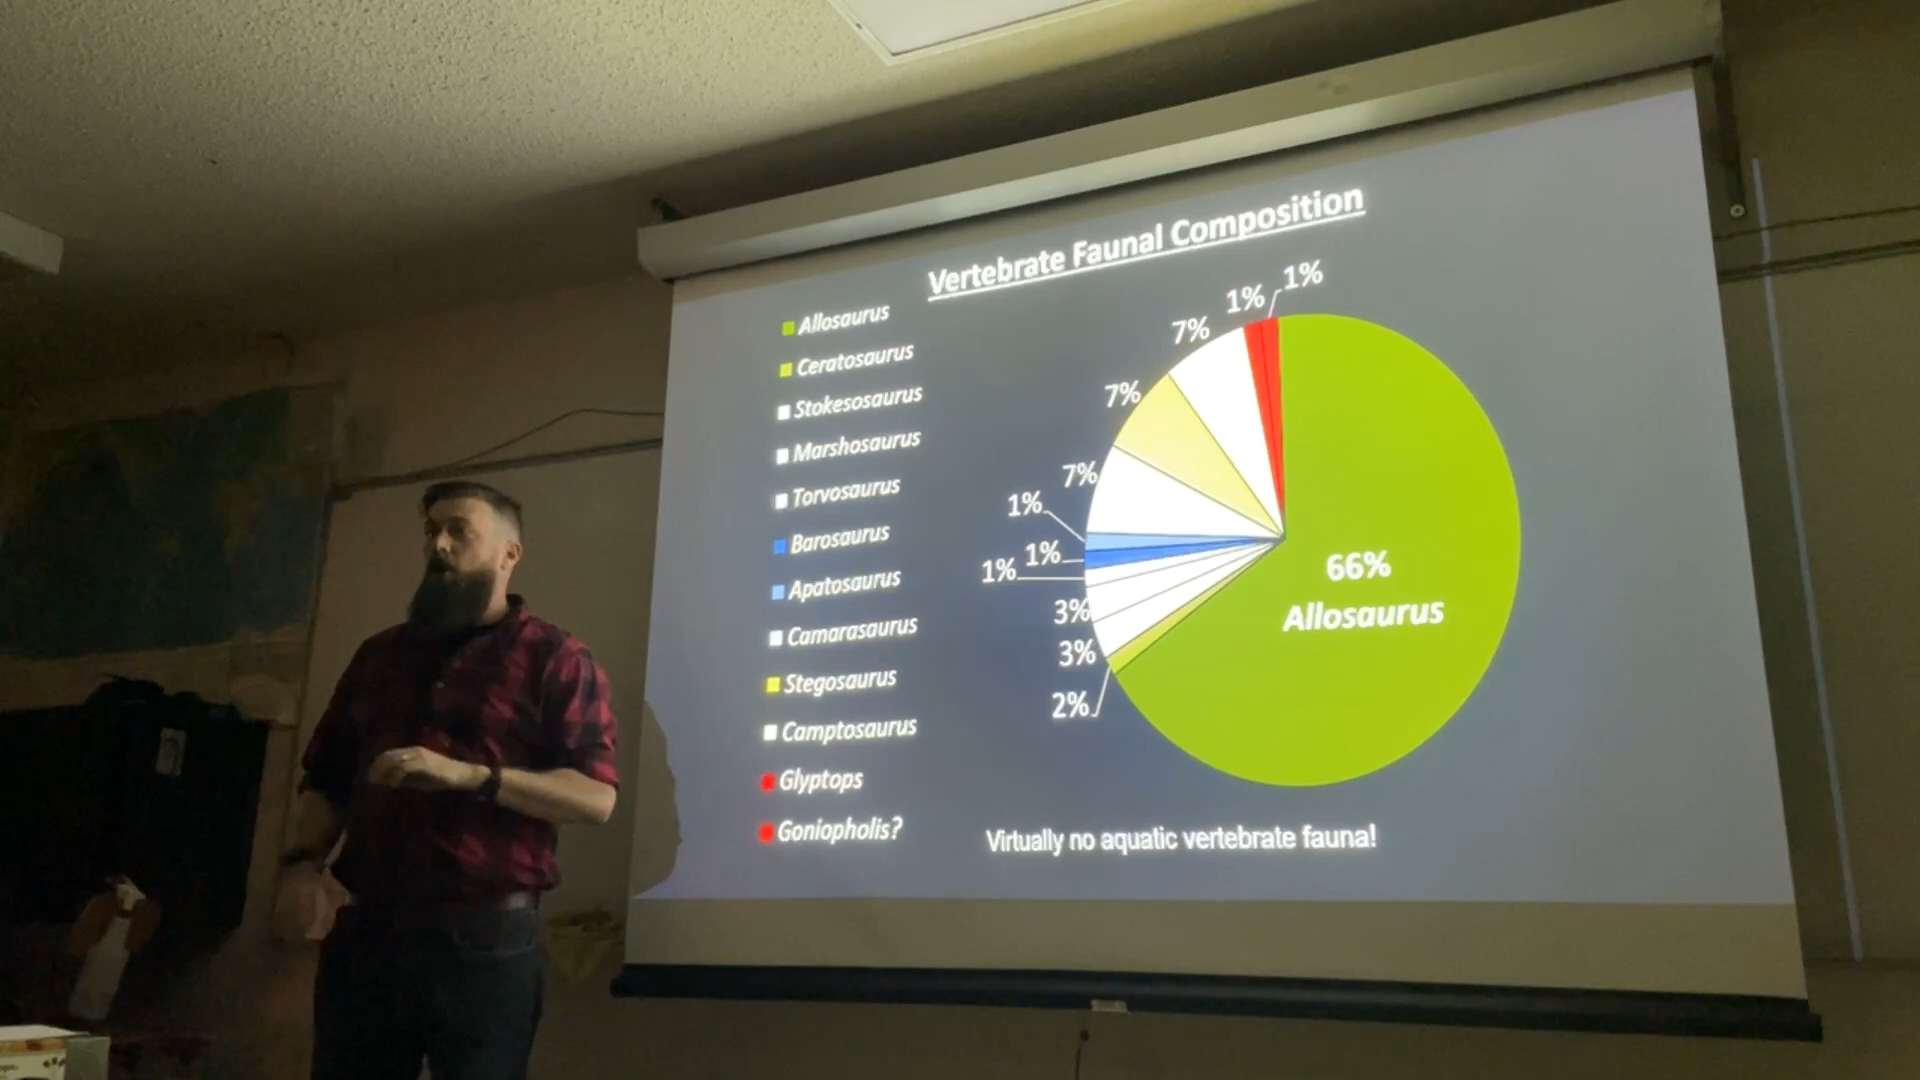 Vertebrate Faunal Composition
Allosaurus
Ceratosaurus
Stokesosaurus
Marshosaurus
Torvosaurus
Barosaurus
Apatosaurus
Camarasaurus
Stegosaurus
Camptosaurus
Glyptops
Goniopholis?
1%
1%
7%
7%
7%
1%
1%
1%
3%
3%
2%
66%
Allosaurus
Virtually no aquatic vertebrate fauna!